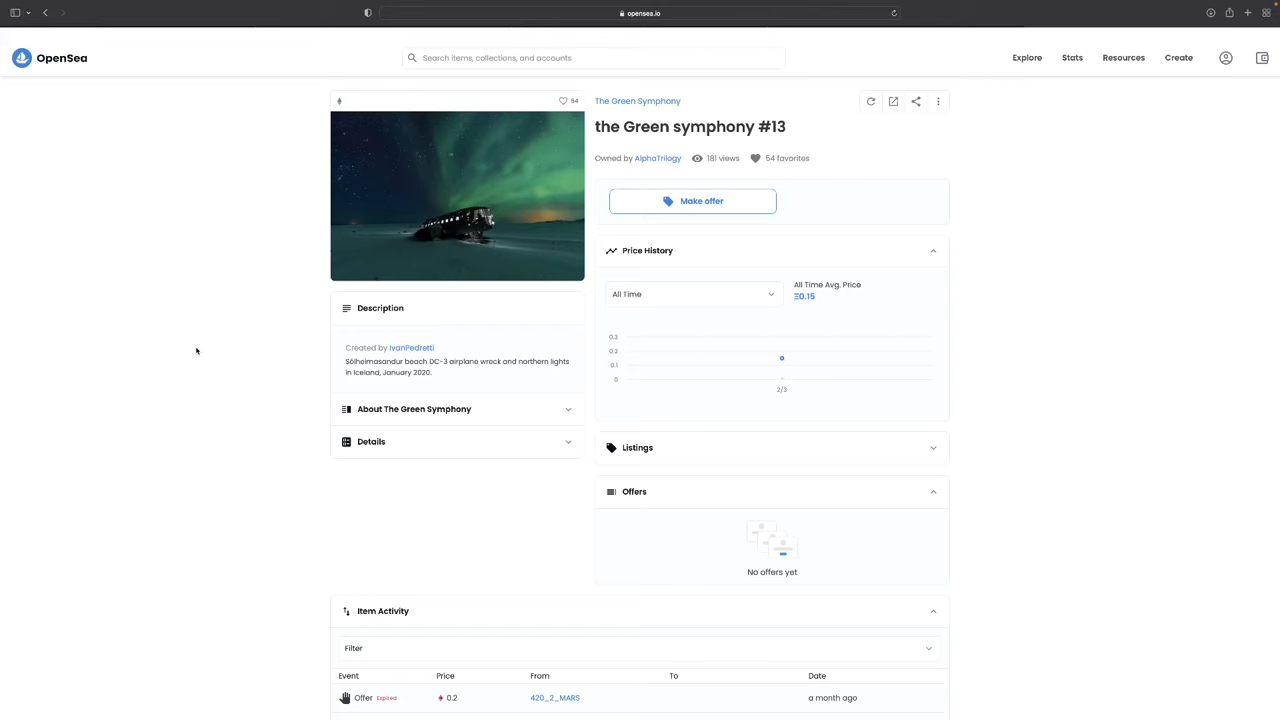 opensea.io
OpenSea
Search items, collections, and accounts
Explore
Stats
Resources
Create
54
The Green Symphony
the Green symphony #13
Owned by AlphaTrilogy
181 views
54 favorites
Make offer
Price History
All Time
All Time Avg. Price
Ξ0.15
0.3
0.2
0.1
0
2/3
Description
Created by IvanPedretti
Sólheimasandur beach DC-3 airplane wreck and northern lights
in Iceland, January 2020.
About The Green Symphony
Details
Listings
Offers
No offers yet
Item Activity
Filter
Event Price From To Date
Offer Expired 0.2 420_2_MARS a month ago